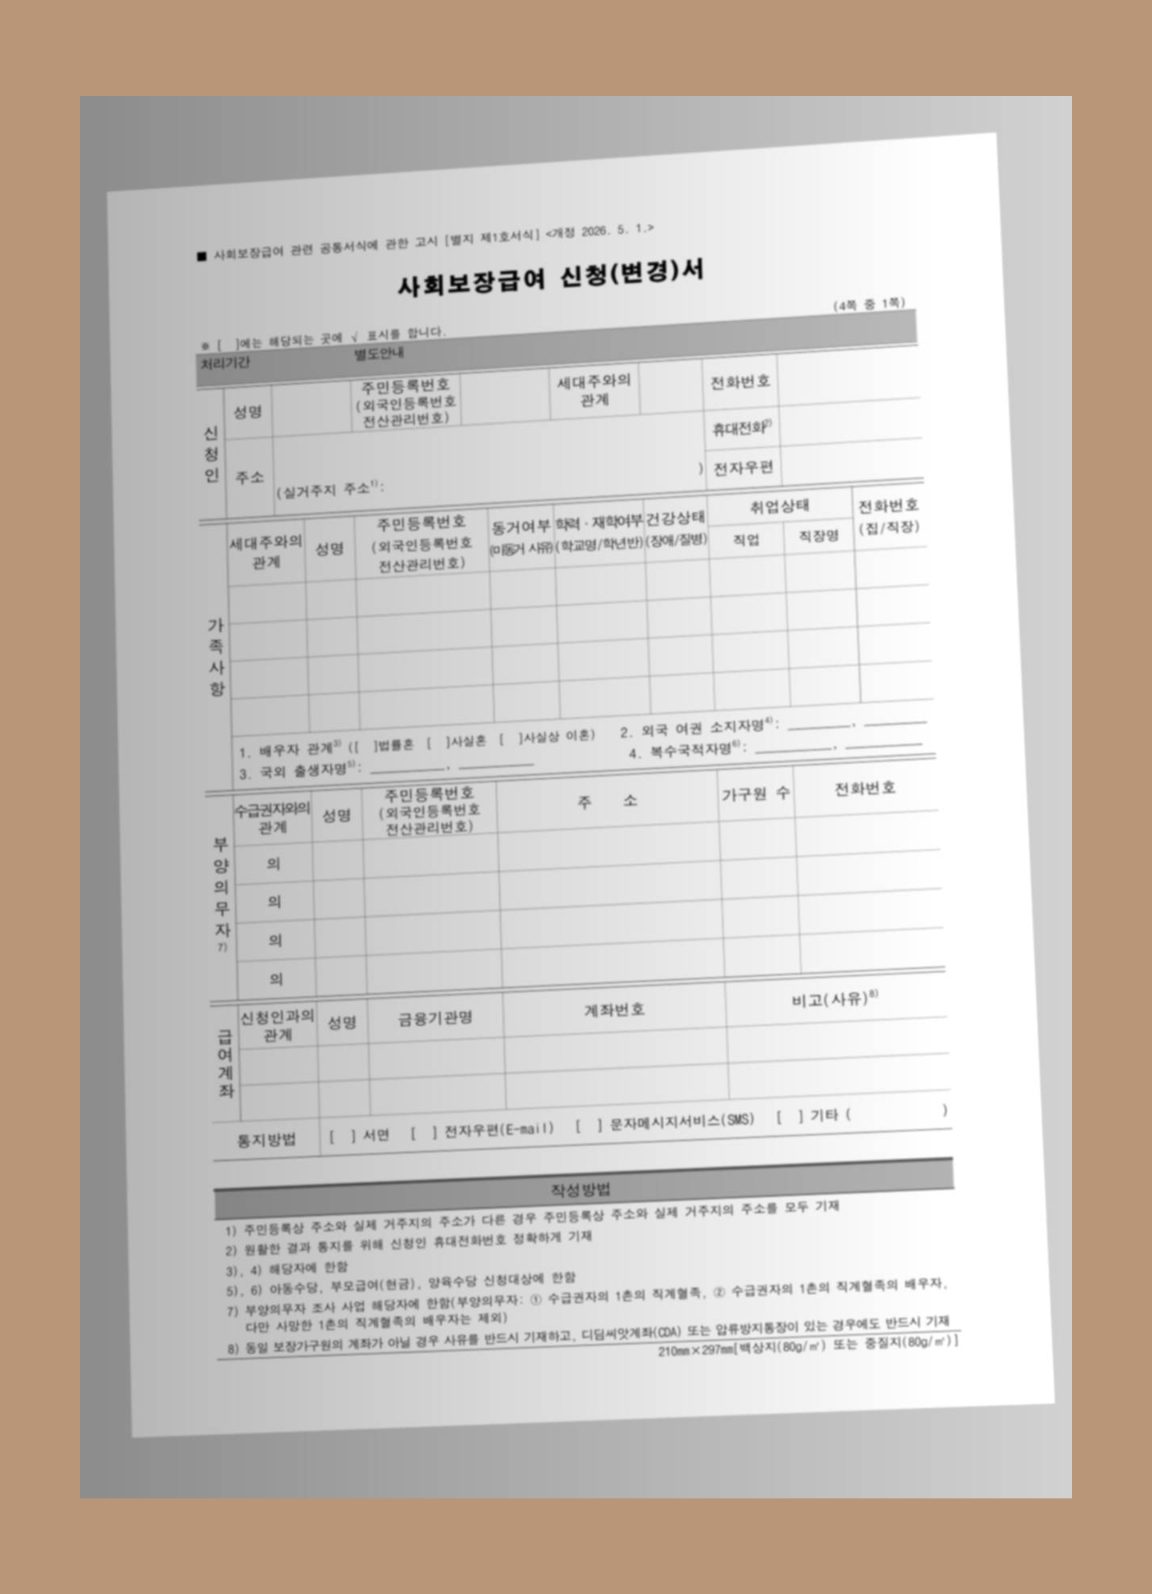 ■ 사회보장급여 관련 공통서식에 관한 고시 [별지 제1호서식] <개정 2026. 5. 1.>
사회보장급여 신청(변경)서
(4쪽 중 1쪽)
※ [  ]에는 해당되는 곳에 √ 표시를 합니다.
처리기간 별도안내
신청인
성명
주민등록번호
(외국인등록번호
전산관리번호)
세대주와의
관계
전화번호
주소
(실거주지 주소1): )
휴대전화2)
전자우편
가족사항
세대주와의
관계
성명
주민등록번호
(외국인등록번호
전산관리번호)
동거여부
(미동거 사유)
학력·재학여부
(학교명/학년반)
건강상태
(장애/질병)
취업상태
직업 직장명
전화번호
(집/직장)
1. 배우자 관계3) ([  ]법률혼 [  ]사실혼 [  ]사실상 이혼) 2. 외국 여권 소지자명4): ________, ________
3. 국외 출생자명5): ________, ________ 4. 복수국적자명6): ________, ________
부양의무자7)
수급권자와의
관계
성명
주민등록번호
(외국인등록번호
전산관리번호)
주 소
가구원 수
전화번호
의
의
의
의
급여계좌
신청인과의
관계
성명
금융기관명
계좌번호
비고(사유)8)
통지방법 [  ] 서면 [  ] 전자우편(E-mail) [  ] 문자메시지서비스(SMS) [  ] 기타 ( )
작성방법
1) 주민등록상 주소와 실제 거주지의 주소가 다른 경우 주민등록상 주소와 실제 거주지의 주소를 모두 기재
2) 원활한 결과 통지를 위해 신청인 휴대전화번호 정확하게 기재
3), 4) 해당자에 한함
5), 6) 아동수당, 부모급여(현금), 양육수당 신청대상에 한함
7) 부양의무자 조사 사업 해당자에 한함(부양의무자: ① 수급권자의 1촌의 직계혈족, ② 수급권자의 1촌의 직계혈족의 배우자,
다만 사망한 1촌의 직계혈족의 배우자는 제외)
8) 동일 보장가구원의 계좌가 아닐 경우 사유를 반드시 기재하고, 디딤씨앗계좌(CDA) 또는 압류방지통장이 있는 경우에도 반드시 기재
210㎜×297㎜[백상지(80g/㎡) 또는 중질지(80g/㎡)]